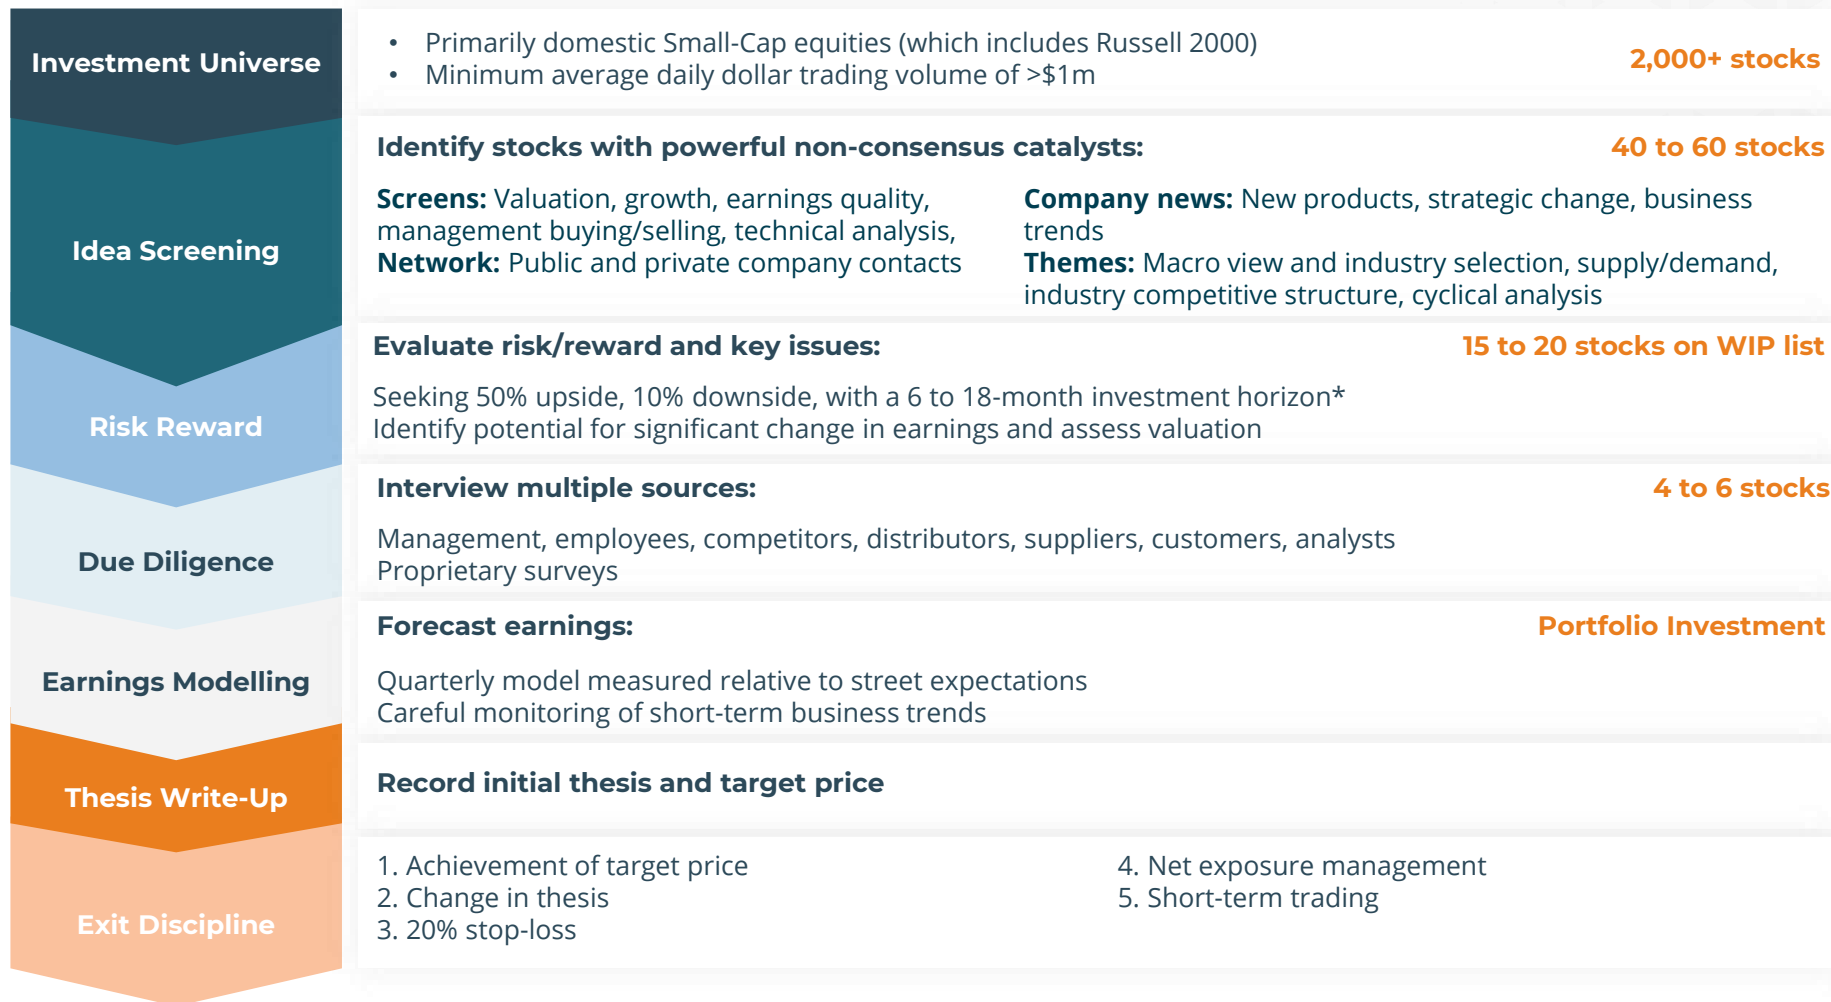 Investment Universe
• Primarily domestic Small-Cap equities (which includes Russell 2000)
• Minimum average daily dollar trading volume of >$1m
2,000+ stocks
Idea Screening
Identify stocks with powerful non-consensus catalysts:
40 to 60 stocks
Screens: Valuation, growth, earnings quality,
management buying/selling, technical analysis,
Network: Public and private company contacts
Company news: New products, strategic change, business
trends
Themes: Macro view and industry selection, supply/demand,
industry competitive structure, cyclical analysis
Risk Reward
Evaluate risk/reward and key issues:
15 to 20 stocks on WIP list
Seeking 50% upside, 10% downside, with a 6 to 18-month investment horizon*
Identify potential for significant change in earnings and assess valuation
Due Diligence
Interview multiple sources:
4 to 6 stocks
Management, employees, competitors, distributors, suppliers, customers, analysts
Proprietary surveys
Earnings Modelling
Forecast earnings:
Portfolio Investment
Quarterly model measured relative to street expectations
Careful monitoring of short-term business trends
Thesis Write-Up
Record initial thesis and target price
Exit Discipline
1. Achievement of target price
2. Change in thesis
3. 20% stop-loss
4. Net exposure management
5. Short-term trading